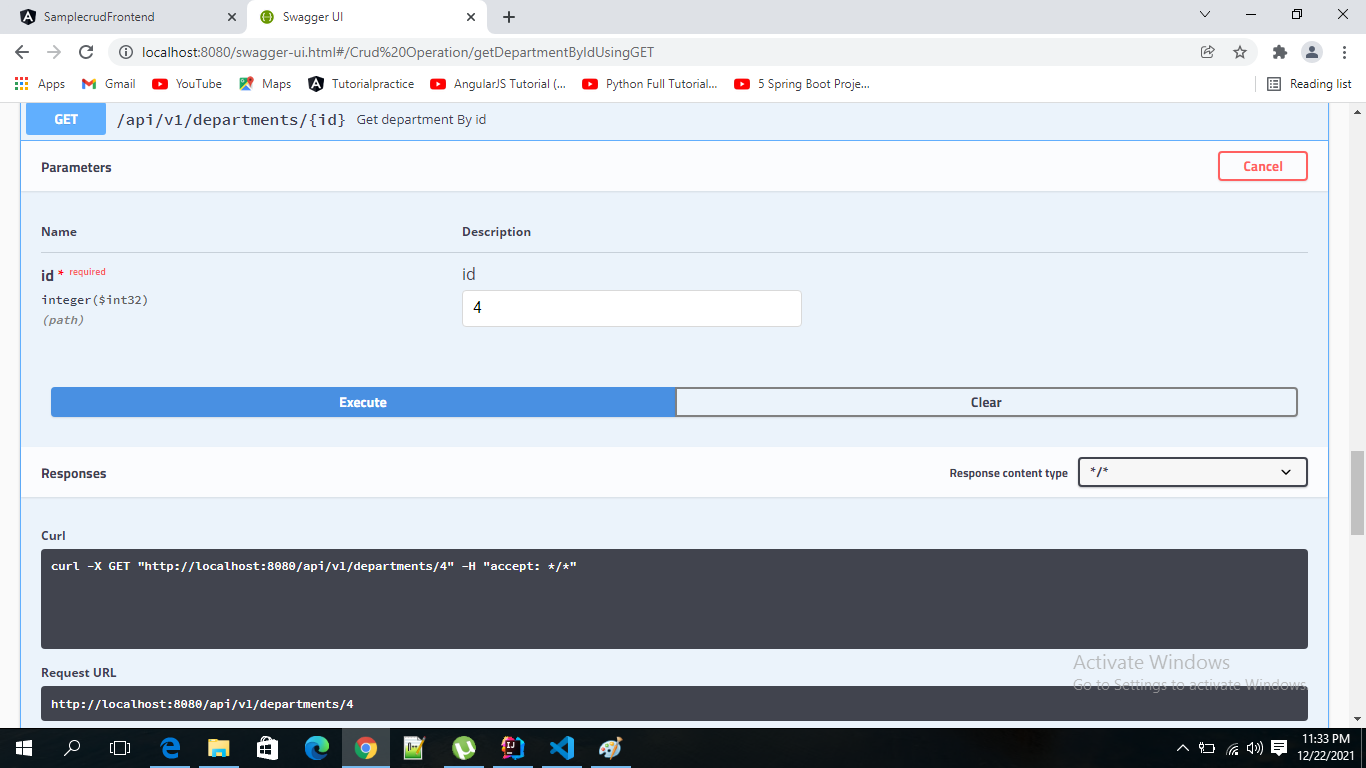 SamplecrudFrontend
Swagger UI
localhost:8080/swagger-ui.html#/Crud%20Operation/getDepartmentByIdUsingGET
Apps Gmail YouTube Maps Tutorialpractice AngularJS Tutorial (... Python Full Tutorial... 5 Spring Boot Proje... Reading list
GET /api/v1/departments/{id} Get department By id
Parameters Cancel
Name Description
id * required id
integer($int32) 4
(path)
Execute Clear
Responses Response content type */*
Curl
curl -X GET "http://localhost:8080/api/v1/departments/4" -H "accept: */*"
Activate Windows
Request URL
Go to Settings to activate Windows.
http://localhost:8080/api/v1/departments/4
11:33 PM
12/22/2021